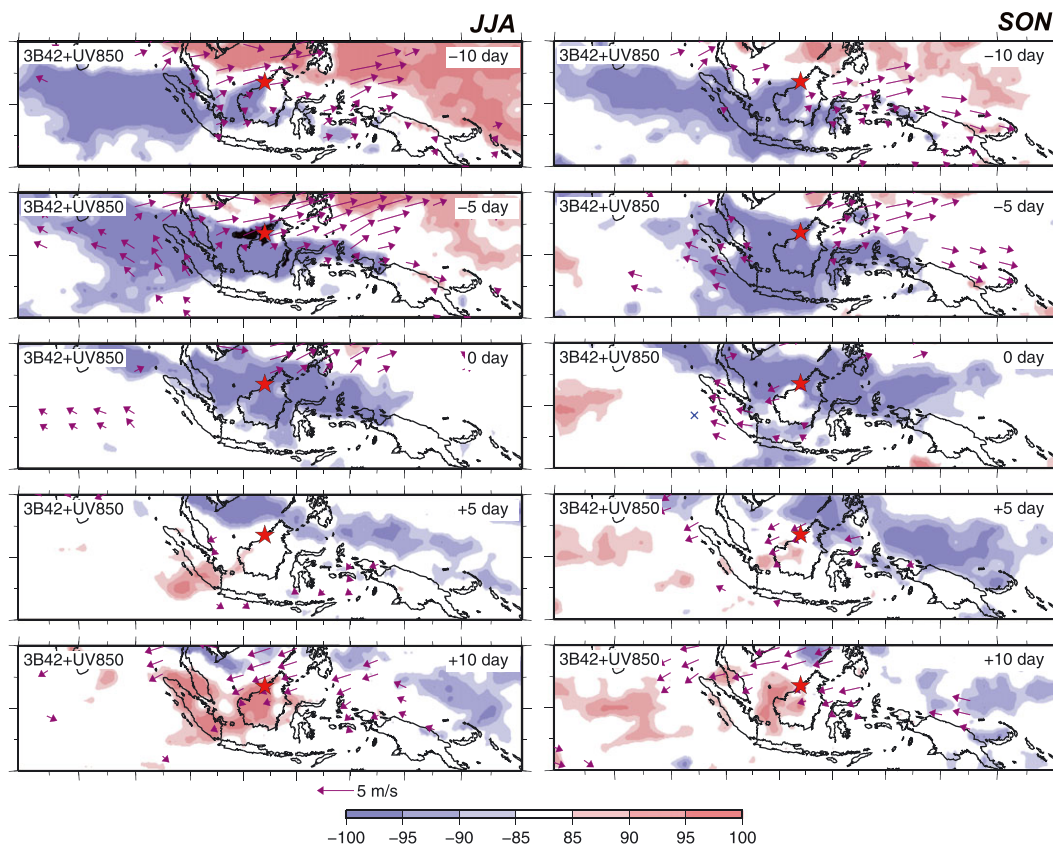 JJA SON
3B42+UV850 −10 day 3B42+UV850 −10 day
3B42+UV850 −5 day 3B42+UV850 −5 day
3B42+UV850 0 day 3B42+UV850 0 day
3B42+UV850 +5 day 3B42+UV850 +5 day
3B42+UV850 +10 day 3B42+UV850 +10 day
5 m/s
−100 −95 −90 −85 85 90 95 100